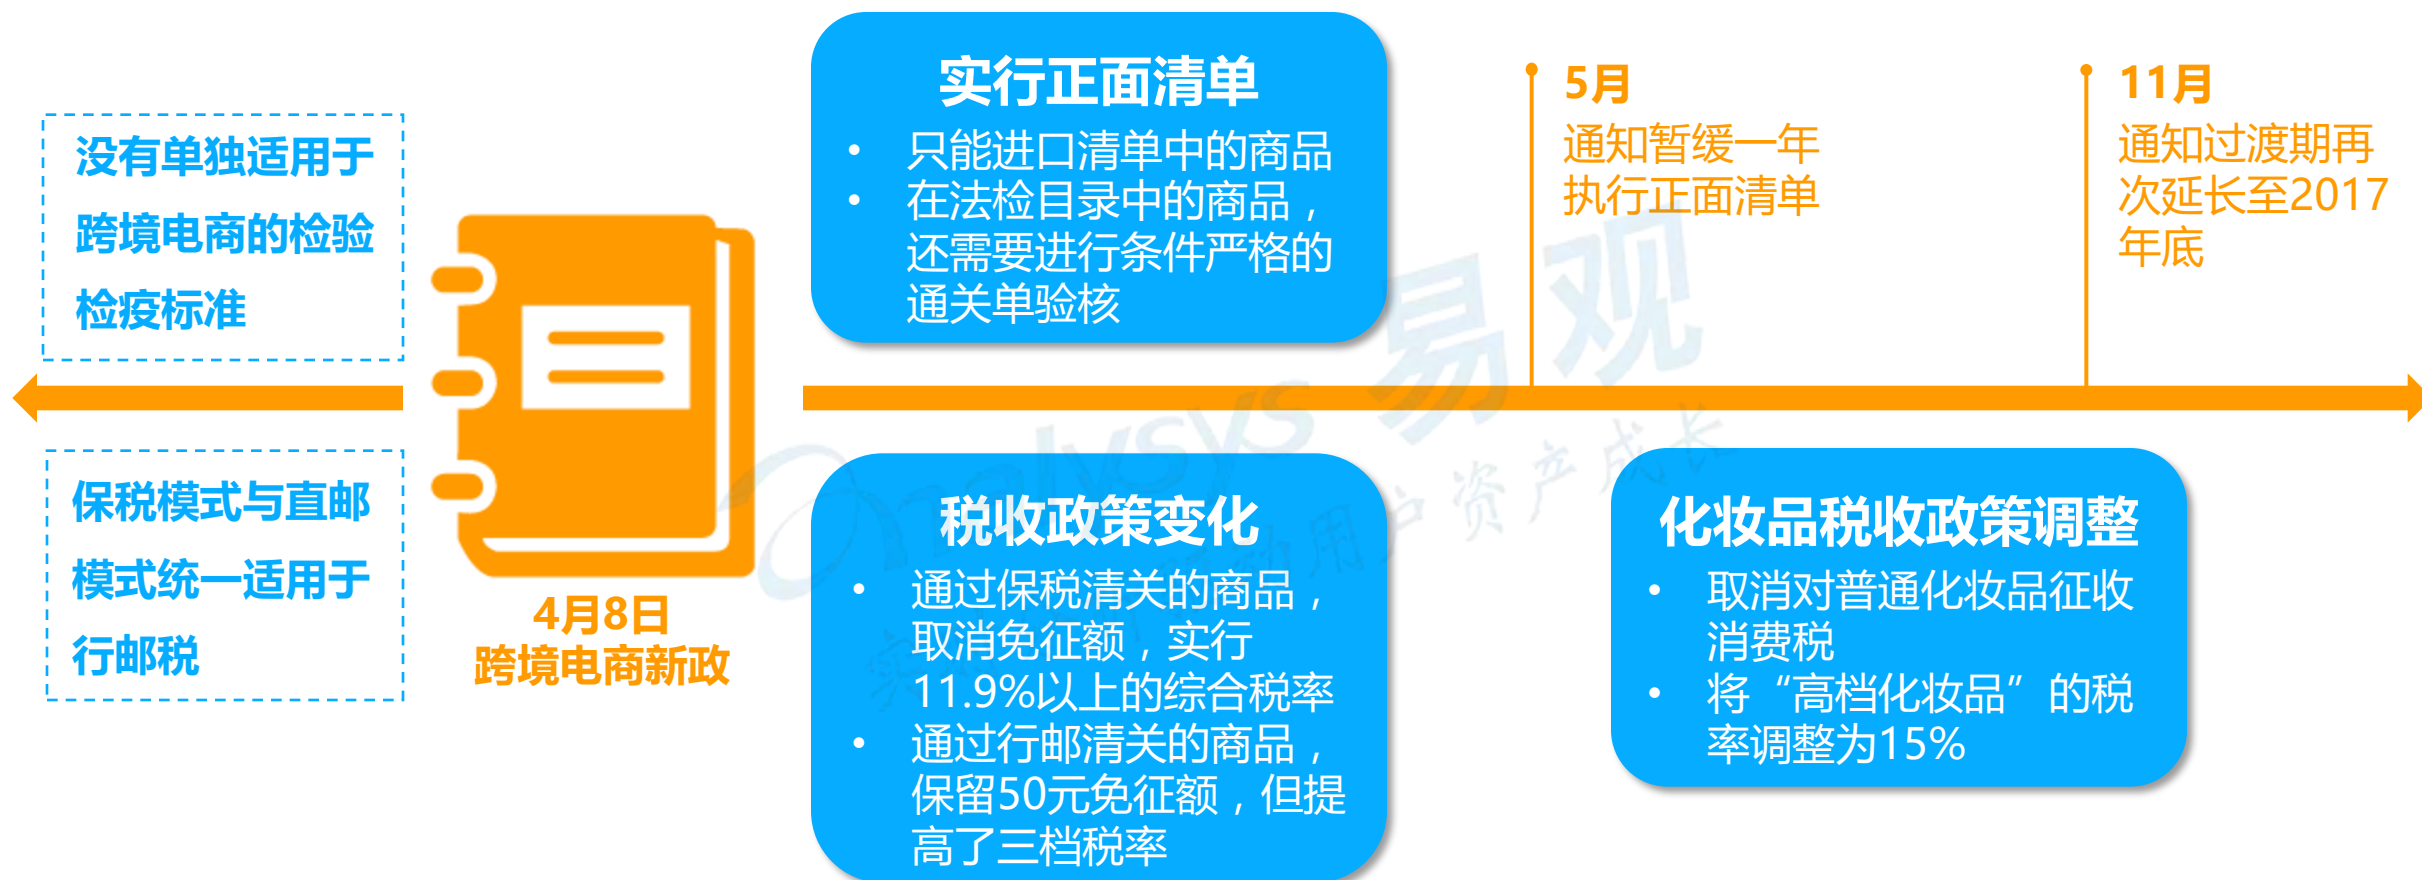 没有单独适用于
跨境电商的检验
检疫标准
保税模式与直邮
模式统一适用于
行邮税
4月8日
跨境电商新政
实行正面清单
• 只能进口清单中的商品
• 在法检目录中的商品，
还需要进行条件严格的
通关单验核
税收政策变化
• 通过保税清关的商品，
取消免征额，实行
11.9%以上的综合税率
• 通过行邮清关的商品，
保留50元免征额，但提
高了三档税率
5月
通知暂缓一年
执行正面清单
11月
通知过渡期再
次延长至2017
年底
化妆品税收政策调整
• 取消对普通化妆品征收
消费税
• 将“高档化妆品”的税
率调整为15%
analysys 易观
用户资产成长